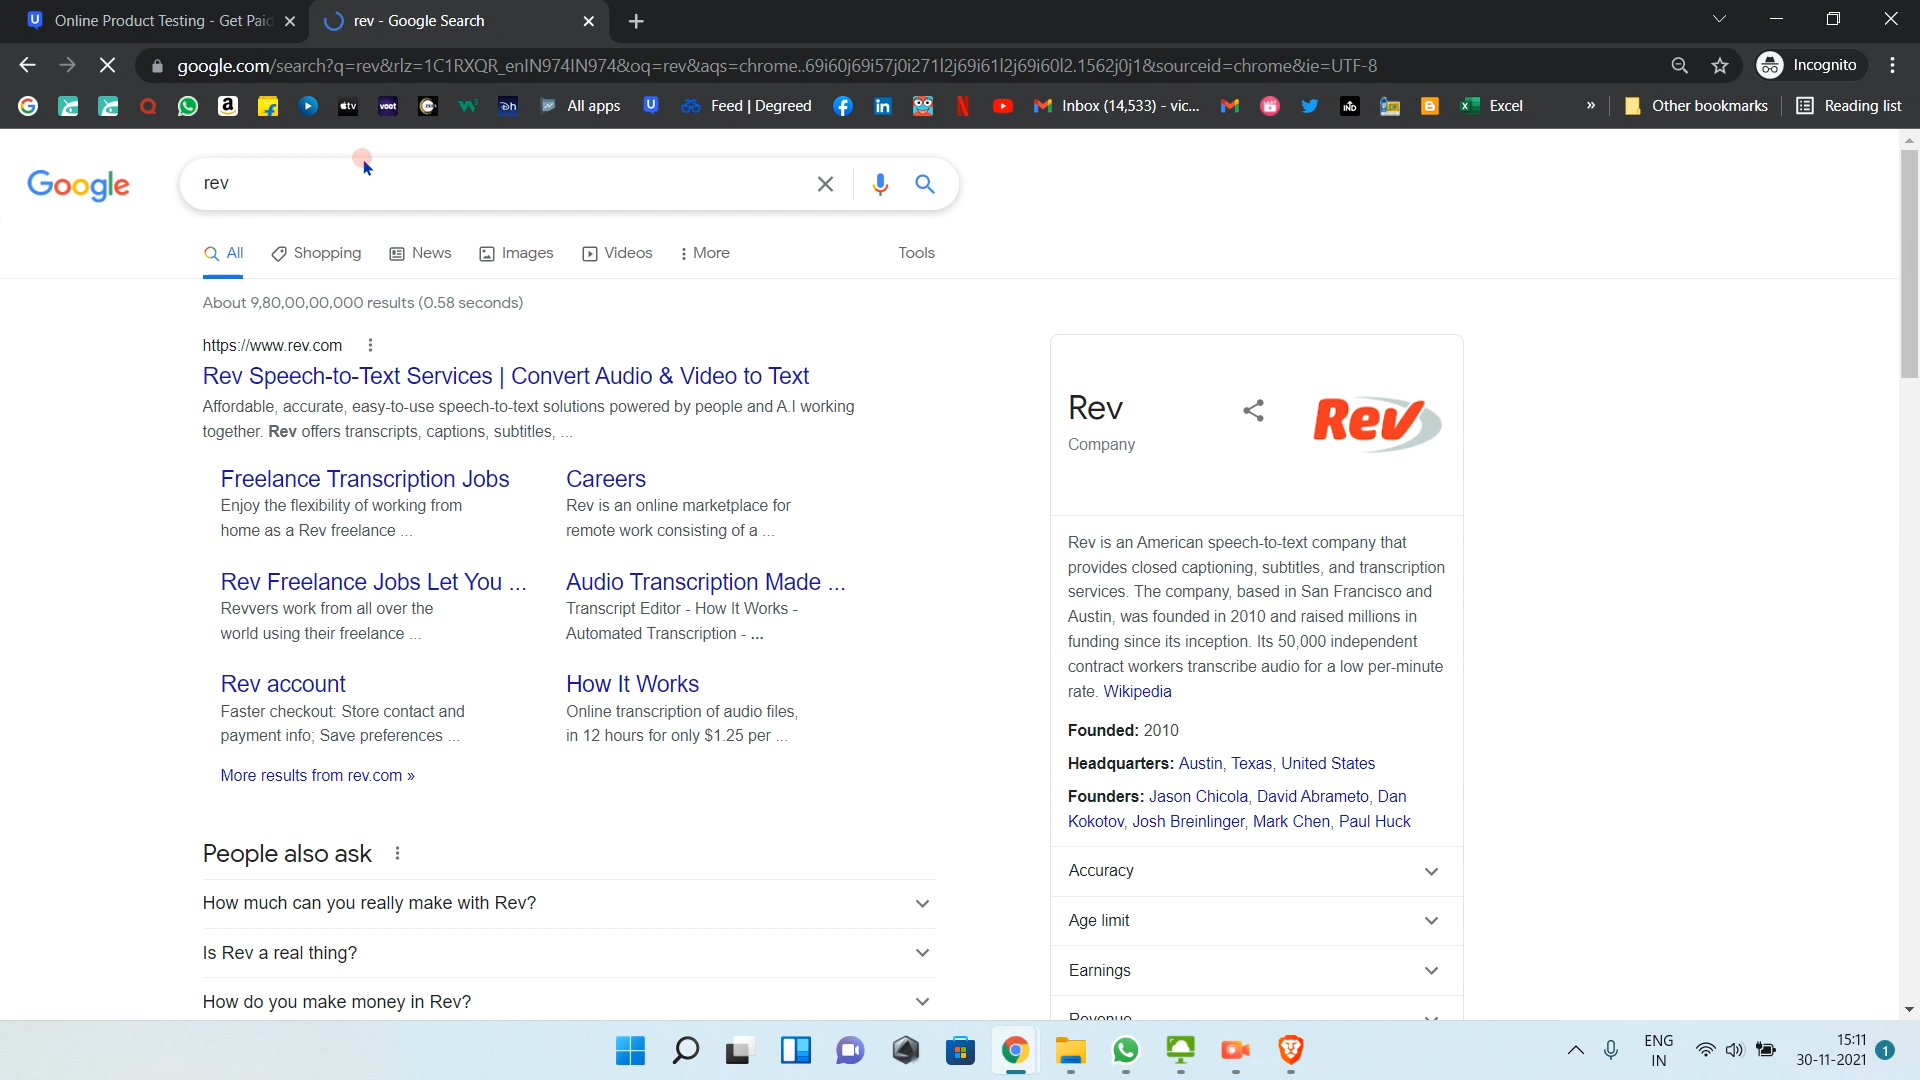 Online Product Testing - Get Paid
rev - Google Search
google.com/search?q=rev&rlz=1C1RXQR_enIN974IN974&oq=rev&aqs=chrome..69i60j69i57j0i271l2j69i61l2j69i60l2.1562j0j1&sourceid=chrome&ie=UTF-8
Incognito
All apps
Feed | Degreed
Inbox (14,533) - vic...
Excel
»
Other bookmarks
Reading list
Google
rev
All
Shopping
News
Images
Videos
More
Tools
About 9,80,00,00,000 results (0.58 seconds)
https://www.rev.com
Rev Speech-to-Text Services | Convert Audio & Video to Text
Affordable, accurate, easy-to-use speech-to-text solutions powered by people and A.I working
together. Rev offers transcripts, captions, subtitles, ...
Freelance Transcription Jobs
Enjoy the flexibility of working from
home as a Rev freelance ...
Careers
Rev is an online marketplace for
remote work consisting of a ...
Rev Freelance Jobs Let You ...
Revvers work from all over the
world using their freelance ...
Audio Transcription Made ...
Transcript Editor - How It Works -
Automated Transcription - ...
Rev account
Faster checkout: Store contact and
payment info; Save preferences ...
How It Works
Online transcription of audio files,
in 12 hours for only $1.25 per ...
More results from rev.com »
People also ask
How much can you really make with Rev?
Is Rev a real thing?
How do you make money in Rev?
Rev
Company
Rev
Rev is an American speech-to-text company that
provides closed captioning, subtitles, and transcription
services. The company, based in San Francisco and
Austin, was founded in 2010 and raised millions in
funding since its inception. Its 50,000 independent
contract workers transcribe audio for a low per-minute
rate. Wikipedia
Founded: 2010
Headquarters: Austin, Texas, United States
Founders: Jason Chicola, David Abrameto, Dan
Kokotov, Josh Breinlinger, Mark Chen, Paul Huck
Accuracy
Age limit
Earnings
Revenue
ENG
IN
15:11
30-11-2021
1